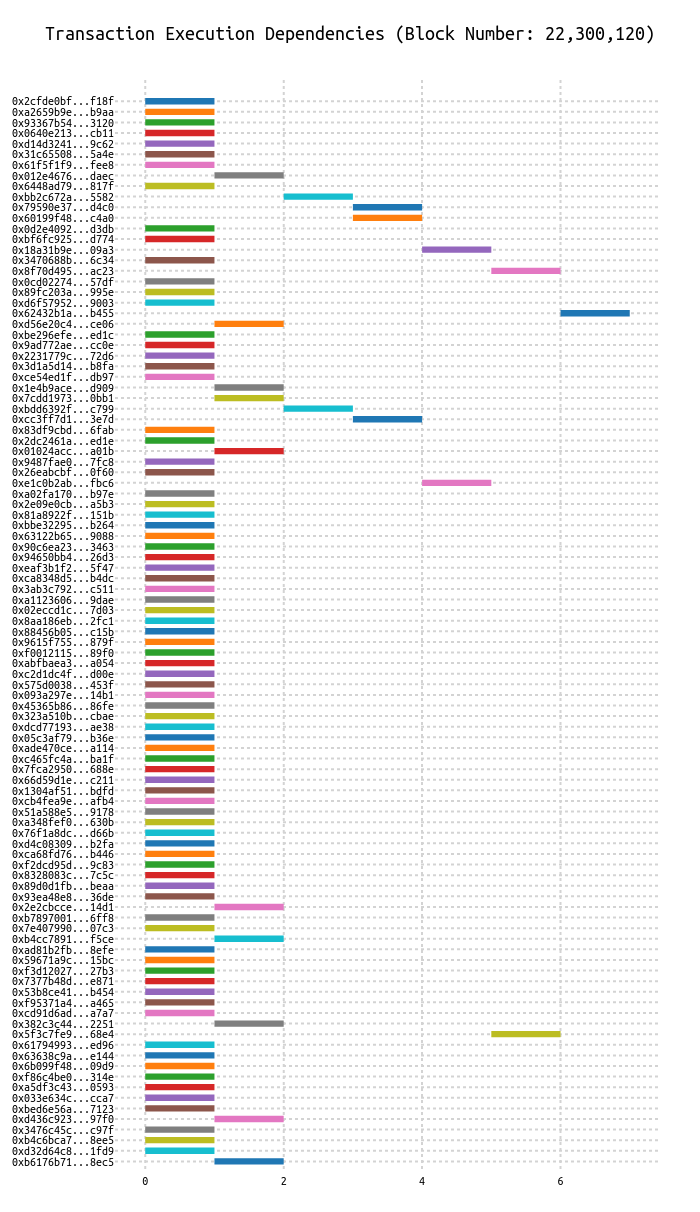 Transaction Execution Dependencies (Block Number: 22,300,120)
0x2cfde0bf...f18f
0xa2659b9e...b9aa
0x93367b54...3120
0x0640e213...cb11
0xd14d3241...9c62
0x31c65508...5a4e
0x61f5f1f9...fee8
0x012e4676...daec
0x6448ad79...817f
0xbb2c672a...5582
0x79590e37...d4c0
0x60199f48...c4a0
0x0d2e4092...d3db
0xbf6fc925...d774
0x18a31b9e...09a3
0x3470688b...6c34
0x8f70d495...ac23
0x0cd02274...57df
0x89fc203a...995e
0xd6f57952...9003
0x62432b1a...b455
0xd56e20c4...ce06
0xbe296efe...ed1c
0x9ad772ae...cc0e
0x2231779c...72d6
0x3d1a5d14...b8fa
0xce54ed1f...db97
0x1e4b9ace...d909
0x7cdd1973...0bb1
0xbdd6392f...c799
0xcc3ff7d1...3e7d
0x83df9cbd...6fab
0x2dc2461a...ed1e
0x01024acc...a01b
0x9487fae0...7fc8
0x26eabcbf...0f60
0xe1c0b2ab...fbc6
0xa02fa170...b97e
0x2e09e0cb...a5b3
0x81a8922f...151b
0xbbe32295...b264
0x63122b65...9088
0x90c6ea23...3463
0x94650bb4...26d3
0xeaf3b1f2...5f47
0xca8348d5...b4dc
0x3ab3c792...c511
0xa1123606...9dae
0x02eccd1c...7d03
0x8aa186eb...2fc1
0x88456b05...c15b
0x9615f755...879f
0xf0012115...89f0
0xabfbaea3...a054
0xc2d1dc4f...d00e
0x575d0038...453f
0x093a297e...14b1
0x45365b86...86fe
0x323a510b...cbae
0xdcd77193...ae38
0x05c3af79...b36e
0xade470ce...a114
0xc465fc4a...ba1f
0x7fca2950...688e
0x66d59d1e...c211
0x1304af51...bdfd
0xcb4fea9e...afb4
0x51a588e5...9178
0xa348fef0...630b
0x76f1a8dc...d66b
0xd4c08309...b2fa
0xca68fd76...b446
0xf2dcd95d...9c83
0x8328083c...7c5c
0x89d0d1fb...beaa
0x93ea48e8...36de
0x2e2cbcce...14d1
0xb7897001...6ff8
0x7e407990...07c3
0xb4cc7891...f5ce
0xad81b2fb...8efe
0x59671a9c...15bc
0xf3d12027...27b3
0x7377b48d...e871
0x53b8ce41...b454
0xf95371a4...a465
0xcd91d6ad...a7a7
0x382c3c44...2251
0x5f3c7fe9...68e4
0x61794993...ed96
0x63638c9a...e144
0x6b099f48...09d9
0xf86c4be0...314e
0xa5df3c43...0593
0x033e634c...cca7
0xbed6e56a...7123
0xd436c923...97f0
0x3476c45c...c97f
0xb4c6bca7...8ee5
0xd32d64c8...1fd9
0xb6176b71...8ec5
0 2 4 6